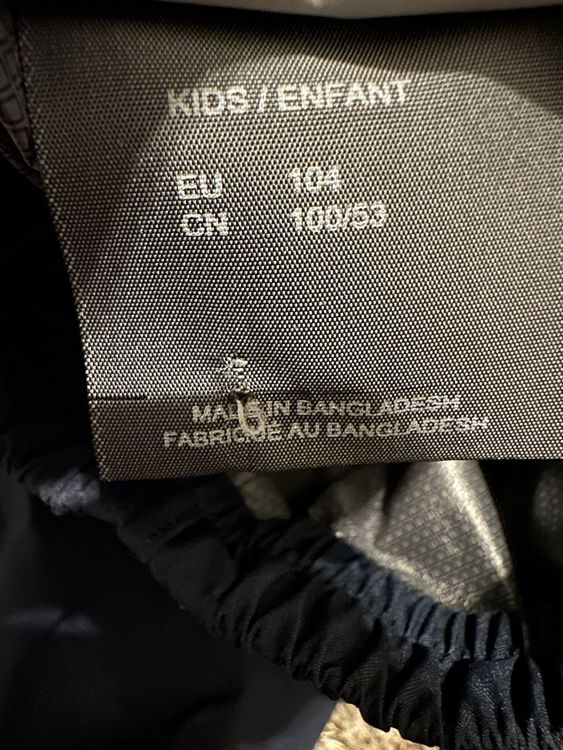 KIDS / ENFANT
EU 104
CN 100/53
MADE IN BANGLADESH
FABRIQUÉ AU BANGLADESH